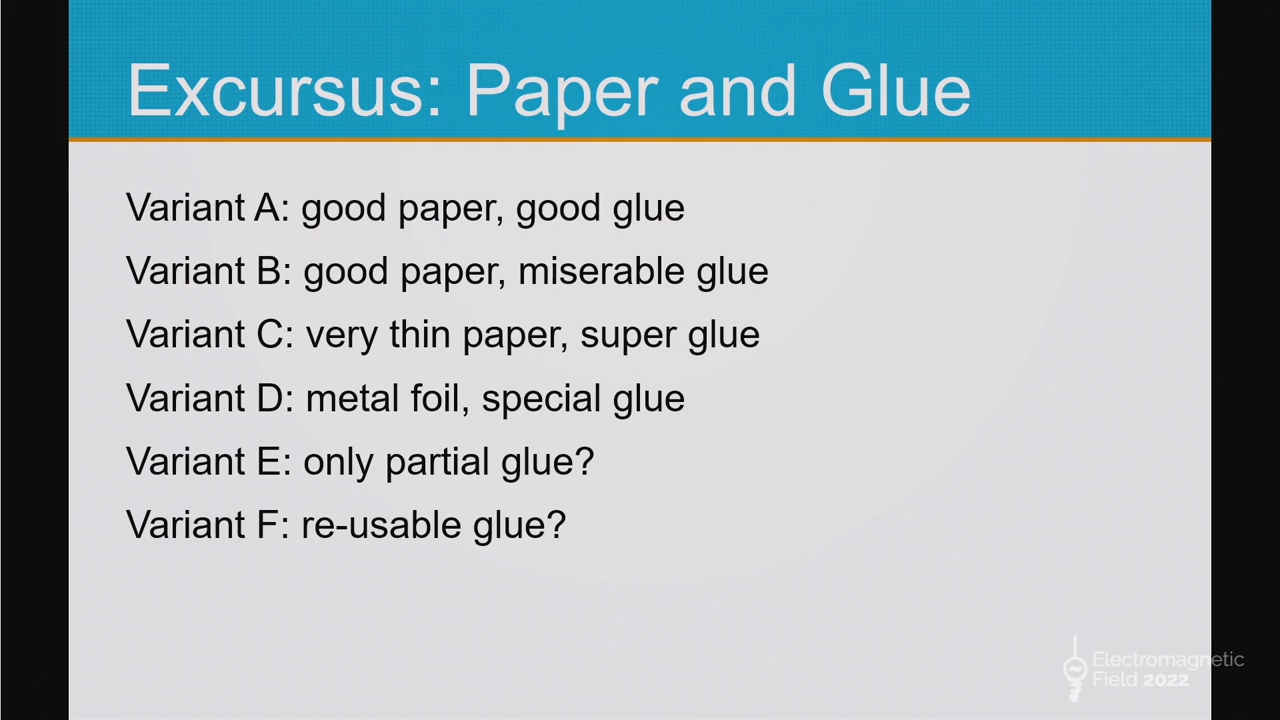 Excursus: Paper and Glue
Variant A: good paper, good glue
Variant B: good paper, miserable glue
Variant C: very thin paper, super glue
Variant D: metal foil, special glue
Variant E: only partial glue?
Variant F: re-usable glue?
Electromagnetic
Field 2022